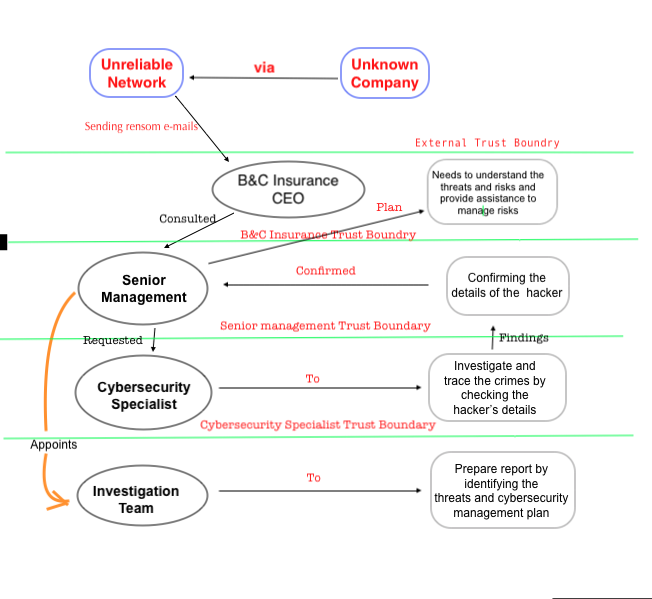 Unreliable
Network
via
Unknown
Company
Sending rensom e-mails
External Trust Boundry
B&C Insurance
CEO
Needs to understand the
threats and risks and
provide assistance to
manage risks
Plan
Consulted
B&C Insurance Trust Boundry
Senior
Management
Confirmed
Confirming the
details of the hacker
Senior management Trust Boundary
Requested
Findings
Cybersecurity
Specialist
To
Investigate and
trace the crimes by
checking the
hacker's details
Cybersecurity Specialist Trust Boundary
Appoints
Investigation
Team
To
Prepare report by
identifying the
threats and cybersecurity
management plan